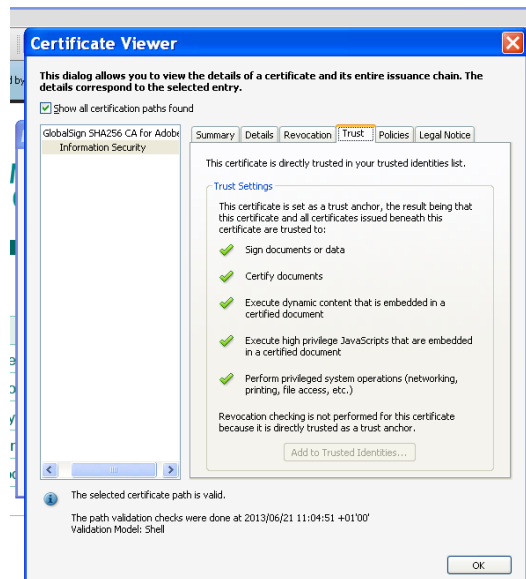 Certificate Viewer
This dialog allows you to view the details of a certificate and its entire issuance chain. The
details correspond to the selected entry.
Show all certification paths found
GlobalSign SHA256 CA for Adobe
Information Security
Summary Details Revocation Trust Policies Legal Notice
This certificate is directly trusted in your trusted identities list.
Trust Settings
This certificate is set as a trust anchor, the result being that
this certificate and all certificates issued beneath this
certificate are trusted to:
Sign documents or data
Certify documents
Execute dynamic content that is embedded in a
certified document
Execute high privilege JavaScripts that are embedded
in a certified document
Perform privileged system operations (networking,
printing, file access, etc.)
Revocation checking is not performed for this certificate
because it is directly trusted as a trust anchor.
Add to Trusted Identities...
The selected certificate path is valid.
The path validation checks were done at 2013/06/21 11:04:51 +01'00'
Validation Model: Shell
OK